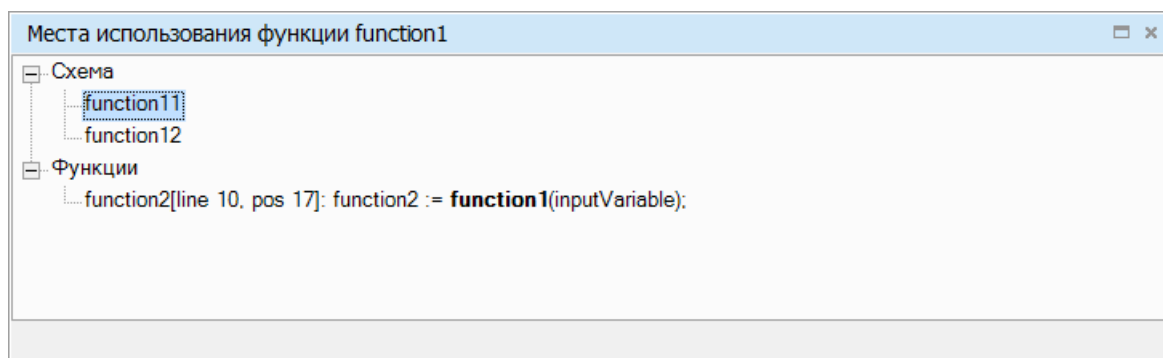 Места использования функции function1
Схема
function11
function12
Функции
function2[line 10, pos 17]: function2 := function1(inputVariable);